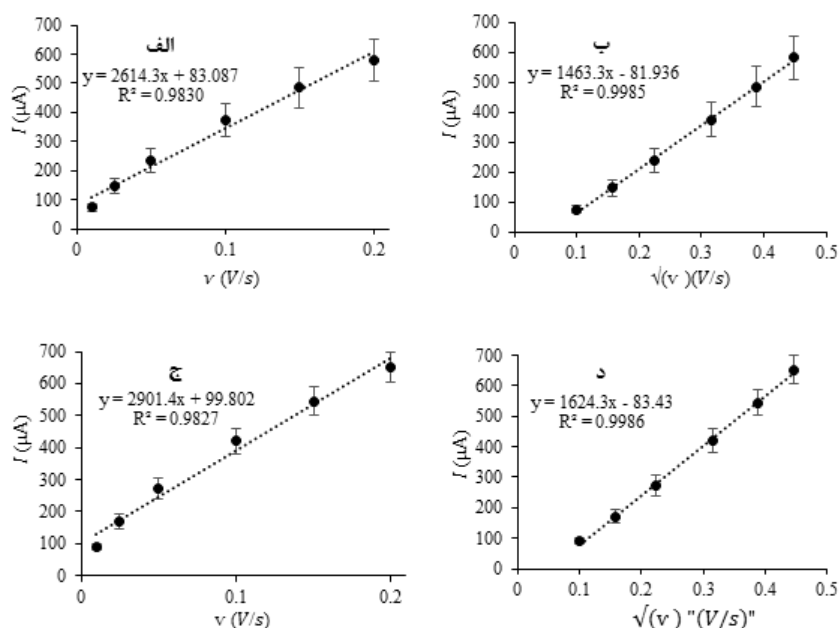 700
600
500
400
300
200
100
0
I (µA)
الف
y = 2614.3x + 83.087
R² = 0.9830
0 0.1 0.2
v (V/s)
700
600
500
400
300
200
100
0
I (µA)
ب
y = 1463.3x - 81.936
R² = 0.9985
0 0.1 0.2 0.3 0.4 0.5
√(v )(V/s)
700
600
500
400
300
200
100
0
I (µA)
ج
y = 2901.4x + 99.802
R² = 0.9827
0 0.1 0.2
v (V/s)
700
600
500
400
300
200
100
0
I (µA)
د
y = 1624.3x - 83.43
R² = 0.9986
0 0.1 0.2 0.3 0.4 0.5
√(v ) "(V/s)"